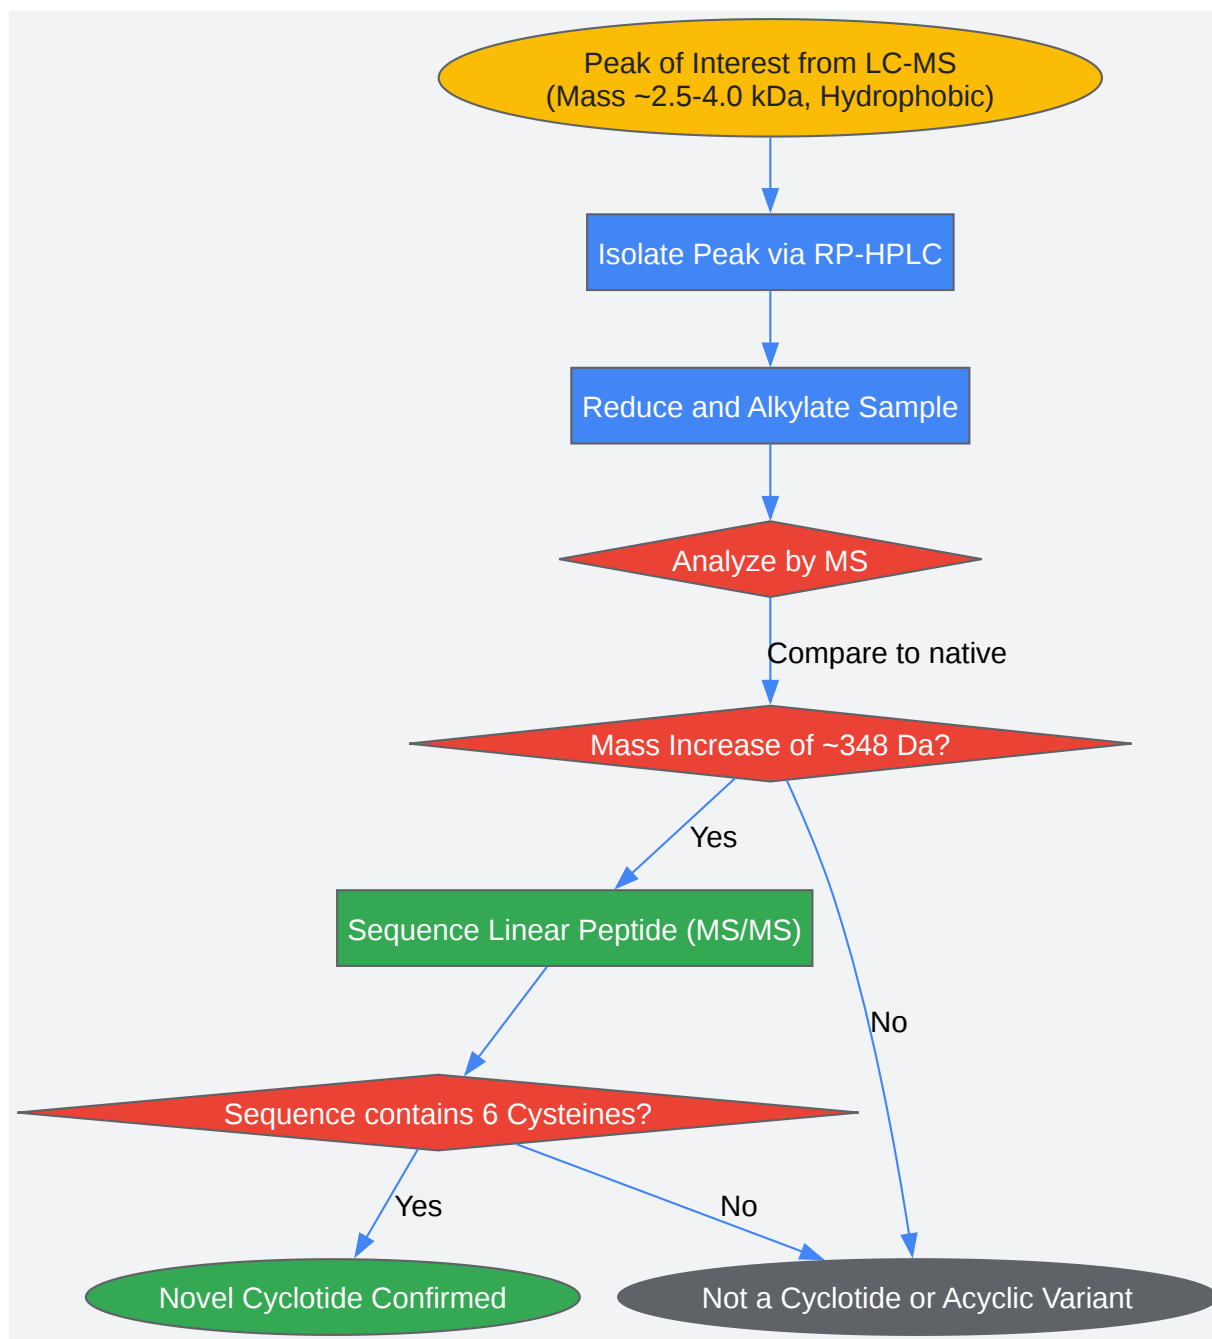 Peak of Interest from LC-MS
(Mass ~2.5-4.0 kDa, Hydrophobic)
Isolate Peak via RP-HPLC
Reduce and Alkylate Sample
Analyze by MS
Compare to native
Mass Increase of ~348 Da?
Yes
Sequence Linear Peptide (MS/MS)
No
Sequence contains 6 Cysteines?
Yes
No
Novel Cyclotide Confirmed
Not a Cyclotide or Acyclic Variant